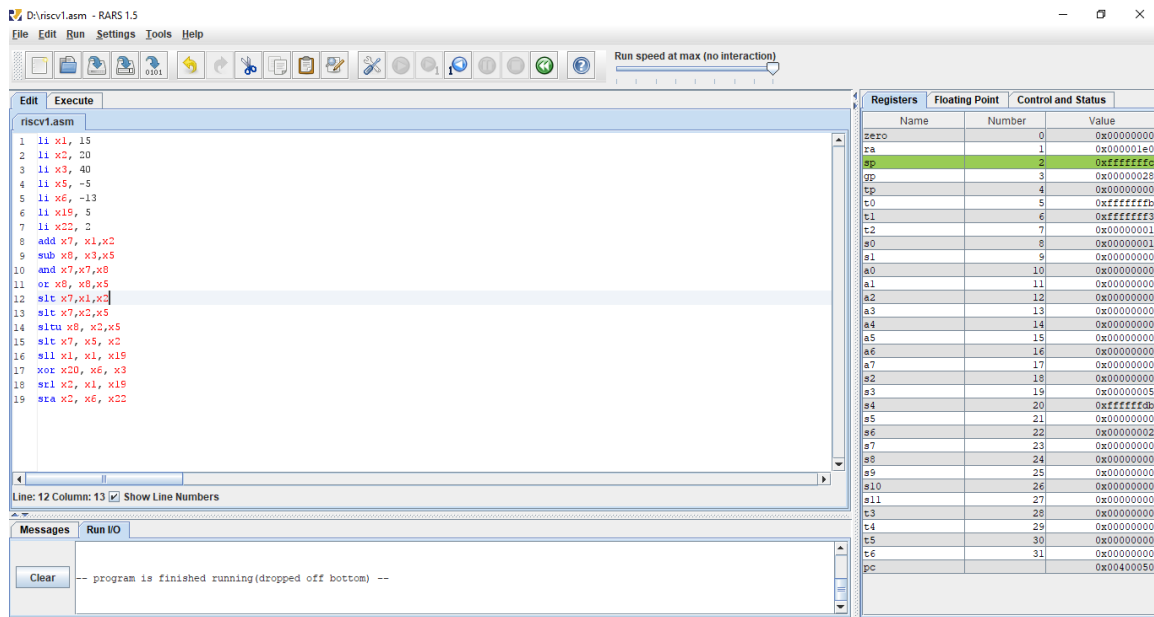 D:\riscv1.asm - RARS 1.5
File Edit Run Settings Tools Help
Run speed at max (no interaction)
0101
1
1
Edit Execute
riscv1.asm
1 li x1, 15
2 li x2, 20
3 li x3, 40
4 li x5, -5
5 li x6, -13
6 li x19, 5
7 li x22, 2
8 add x7, x1,x2
9 sub x8, x3,x5
10 and x7,x7,x8
11 or x8, x8,x5
12 slt x7,x1,x2
13 slt x7,x2,x5
14 sltu x8, x2,x5
15 slt x7, x5, x2
16 sll x1, x1, x19
17 xor x20, x6, x3
18 srl x2, x1, x19
19 sra x2, x6, x22
Line: 12 Column: 13 Show Line Numbers
Messages Run I/O
Clear
-- program is finished running(dropped off bottom) --
Registers Floating Point Control and Status
Name Number Value
zero 0 0x00000000
ra 1 0x000001e0
sp 2 0xfffffffc
gp 3 0x00000028
tp 4 0x00000000
t0 5 0xfffffffb
t1 6 0xfffffff3
t2 7 0x00000001
s0 8 0x00000001
s1 9 0x00000000
a0 10 0x00000000
a1 11 0x00000000
a2 12 0x00000000
a3 13 0x00000000
a4 14 0x00000000
a5 15 0x00000000
a6 16 0x00000000
a7 17 0x00000000
s2 18 0x00000000
s3 19 0x00000005
s4 20 0xffffffdb
s5 21 0x00000000
s6 22 0x00000002
s7 23 0x00000000
s8 24 0x00000000
s9 25 0x00000000
s10 26 0x00000000
s11 27 0x00000000
t3 28 0x00000000
t4 29 0x00000000
t5 30 0x00000000
t6 31 0x00000000
pc 0x00400050